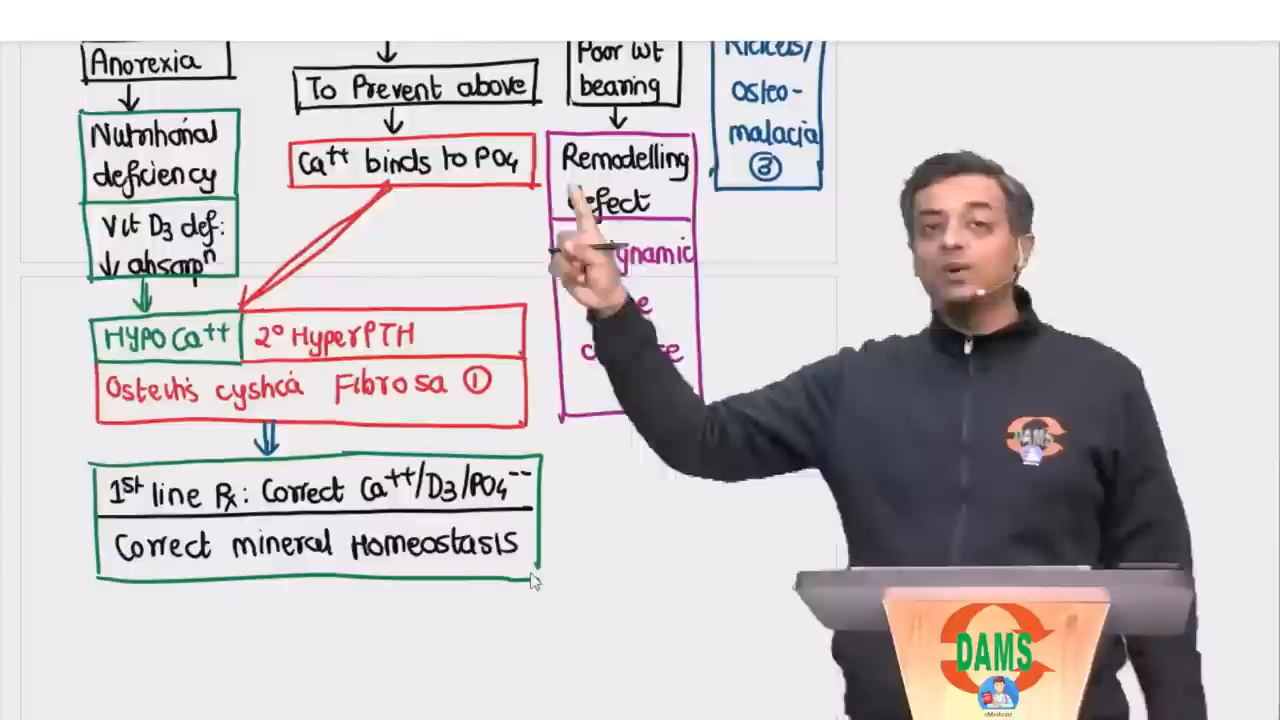 Anorexia
Nutritional
deficiency
Vit D3 def:
↓ absorpⁿ
HYPO Ca++
To Prevent above
Ca++ binds to PO4
2° HyperPTH
Osteitis cystica Fibrosa ①
1st line Rx: Correct Ca++/D3/PO4--
Correct mineral Homeostasis
Poor Wt
bearing
Remodelling
ynamic
Rickets/
Osteo-
malacia
③
DAMS
DAMS
eMedicoz